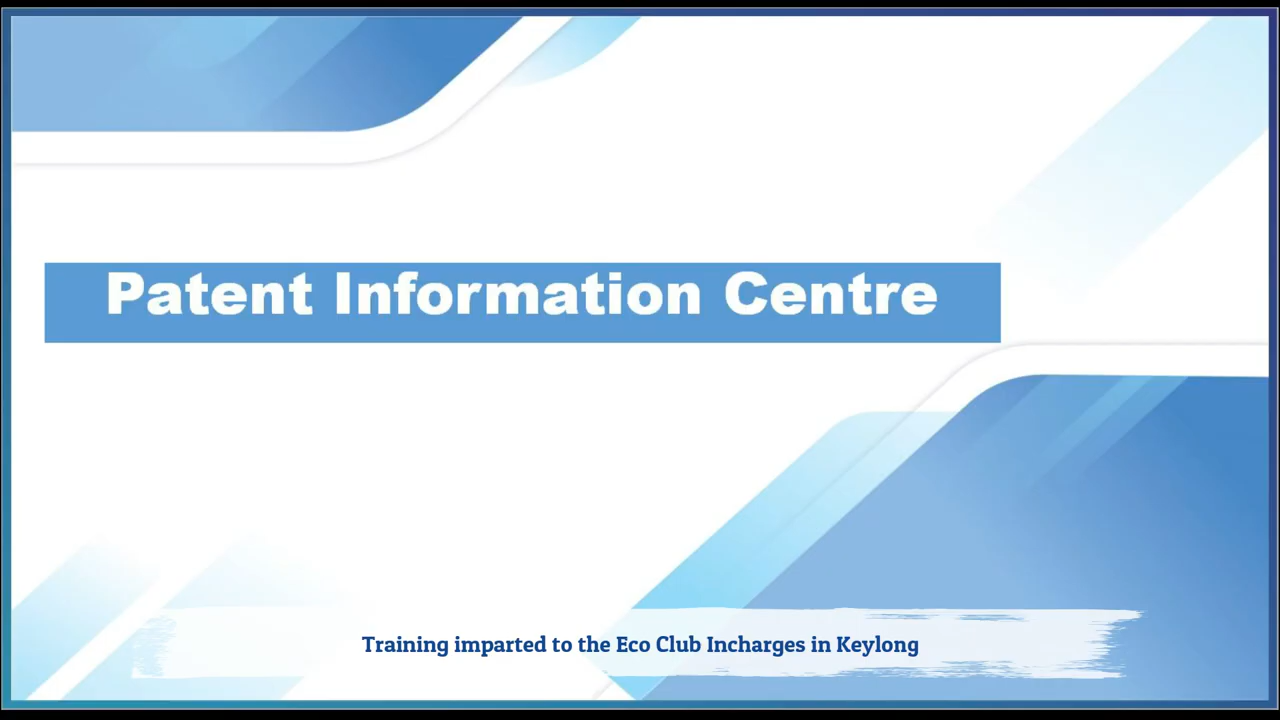 Patent Information Centre
Training imparted to the Eco Club Incharges in Keylong